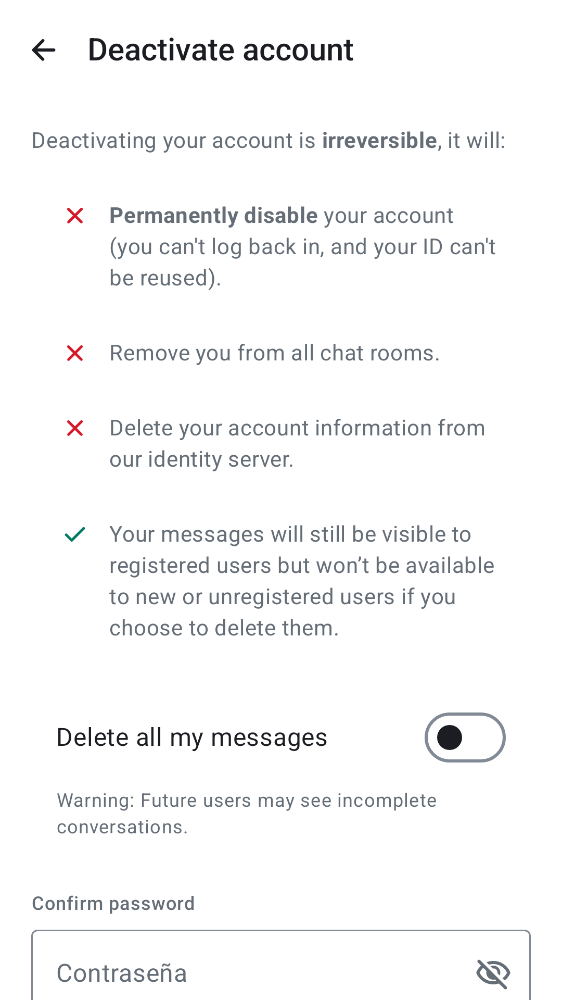 Deactivate account
Deactivating your account is irreversible, it will:
Permanently disable your account
(you can't log back in, and your ID can't
be reused).
Remove you from all chat rooms.
Delete your account information from
our identity server.
Your messages will still be visible to
registered users but won’t be available
to new or unregistered users if you
choose to delete them.
Delete all my messages
Warning: Future users may see incomplete
conversations.
Confirm password
Contraseña